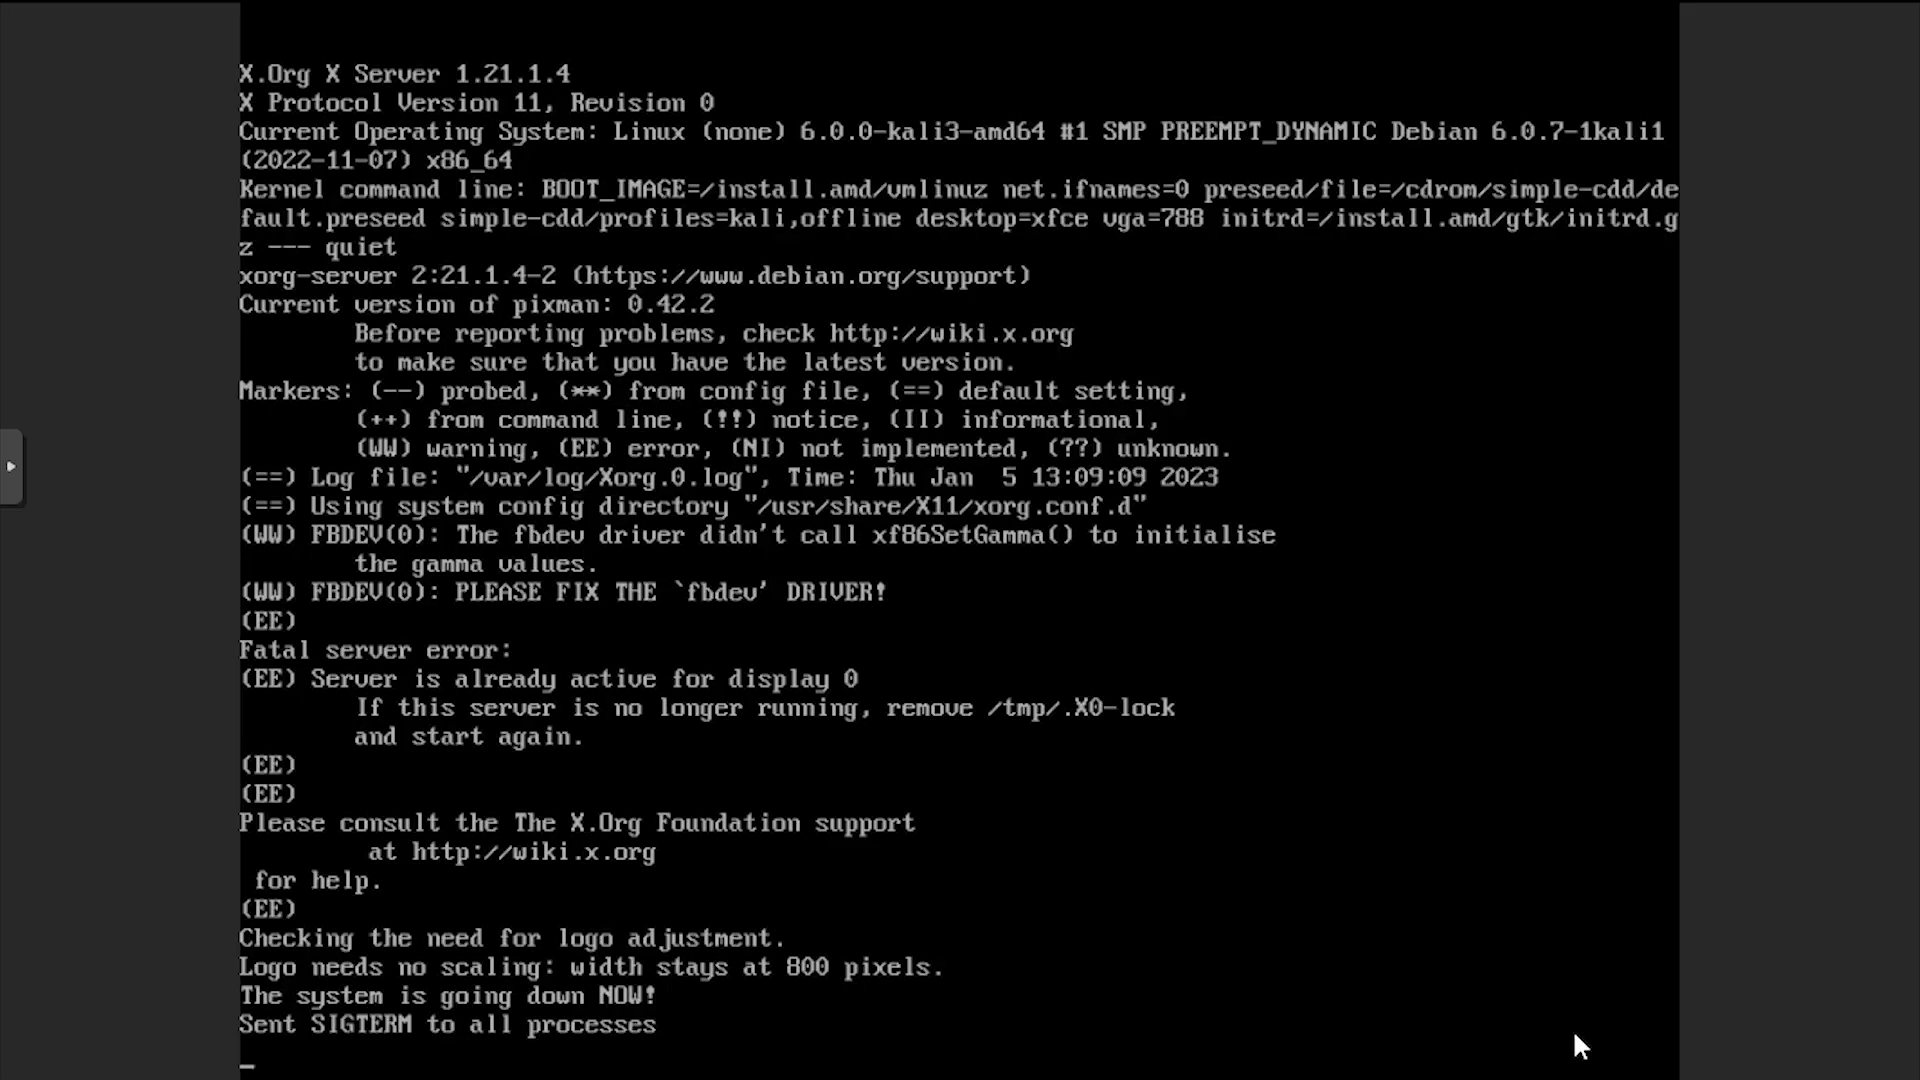 X.Org X Server 1.21.1.4
X Protocol Version 11, Revision 0
Current Operating System: Linux (none) 6.0.0-kali3-amd64 #1 SMP PREEMPT_DYNAMIC Debian 6.0.7-1kali1
(2022-11-07) x86_64
Kernel command line: BOOT_IMAGE=/install.amd/vmlinuz net.ifnames=0 preseed/file=/cdrom/simple-cdd/de
fault.preseed simple-cdd/profiles=kali,offline desktop=xfce vga=788 initrd=/install.amd/gtk/initrd.g
z --- quiet
xorg-server 2:21.1.4-2 (https://www.debian.org/support)
Current version of pixman: 0.42.2
Before reporting problems, check http://wiki.x.org
to make sure that you have the latest version.
Markers: (--) probed, (**) from config file, (==) default setting,
(++) from command line, (!!) notice, (II) informational,
(WW) warning, (EE) error, (NI) not implemented, (??) unknown.
(==) Log file: "/var/log/Xorg.0.log", Time: Thu Jan  5 13:09:09 2023
(==) Using system config directory "/usr/share/X11/xorg.conf.d"
(WW) FBDEV(0): The fbdev driver didn't call xf86SetGamma() to initialise
the gamma values.
(WW) FBDEV(0): PLEASE FIX THE `fbdev' DRIVER!
(EE)
Fatal server error:
(EE) Server is already active for display 0
If this server is no longer running, remove /tmp/.X0-lock
and start again.
(EE)
(EE)
Please consult the The X.Org Foundation support
at http://wiki.x.org
for help.
(EE)
Checking the need for logo adjustment.
Logo needs no scaling: width stays at 800 pixels.
The system is going down NOW!
Sent SIGTERM to all processes